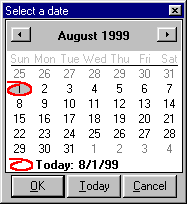 Select a date
August 1999
Sun Mon Tue Wed Thu Fri Sat
25 26 27 28 29 30 31
1 2 3 4 5 6 7
8 9 10 11 12 13 14
15 16 17 18 19 20 21
22 23 24 25 26 27 28
29 30 31 1 2 3 4
Today: 8/1/99
OK Today Cancel